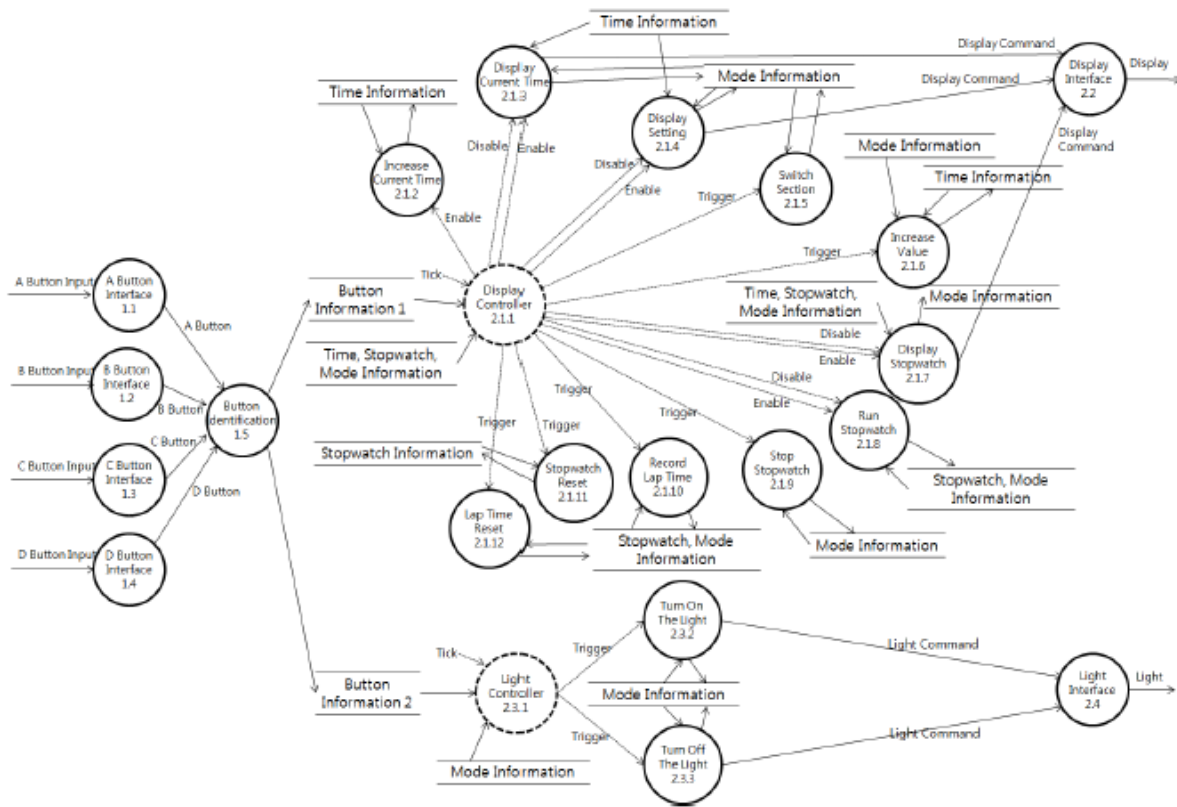 Time Information
Display
Current Time
2.1.3
Display Command
Display
Interface
2.2
Display
Mode Information
Display Command
Time Information
Display
Setting
2.1.4
Display
Command
Disable
Enable
Increase
Current Time
2.1.2
Disable
Enable
Switch
Section
2.1.5
Mode Information
Time Information
Trigger
Enable
Increase
Value
2.1.6
Trigger
Tick
A Button Input
A Button
Interface
1.1
Button
Information 1
Display
Controller
2.1.1
Time, Stopwatch,
Mode Information
Mode Information
A Button
Disable
Enable
Display
Stopwatch
2.1.7
Time, Stopwatch,
Mode Information
B Button Input
B Button
Interface
1.2
B Button
Button
Identification
1.5
Trigger
Disable
Enable
Run
Stopwatch
2.1.8
Trigger
Trigger
Trigger
C Button
C Button Input
C Button
Interface
1.3
Stopwatch Information
Stopwatch
Reset
2.1.11
Record
Lap Time
2.1.10
Stop
Stopwatch
2.1.9
Stopwatch, Mode
Information
D Button
Lap Time
Reset
2.1.12
Stopwatch, Mode
Information
Mode Information
D Button Input
D Button
Interface
1.4
Turn On
The Light
2.3.2
Trigger
Light Command
Tick
Button
Information 2
Light
Controller
2.3.1
Mode Information
Light
Interface
2.4
Light
Trigger
Light Command
Mode Information
Turn Off
The Light
2.3.3